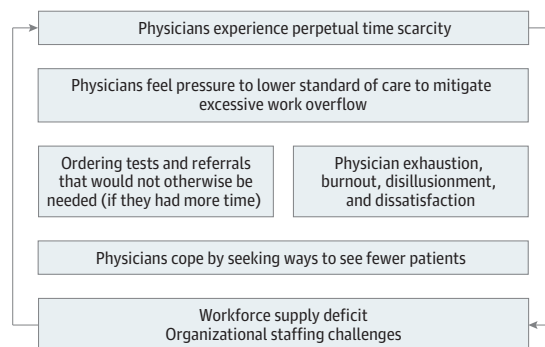 Physicians experience perpetual time scarcity
Physicians feel pressure to lower standard of care to mitigate
excessive work overflow
Ordering tests and referrals
that would not otherwise be
needed (if they had more time)
Physician exhaustion,
burnout, disillusionment,
and dissatisfaction
Physicians cope by seeking ways to see fewer patients
Workforce supply deficit
Organizational staffing challenges